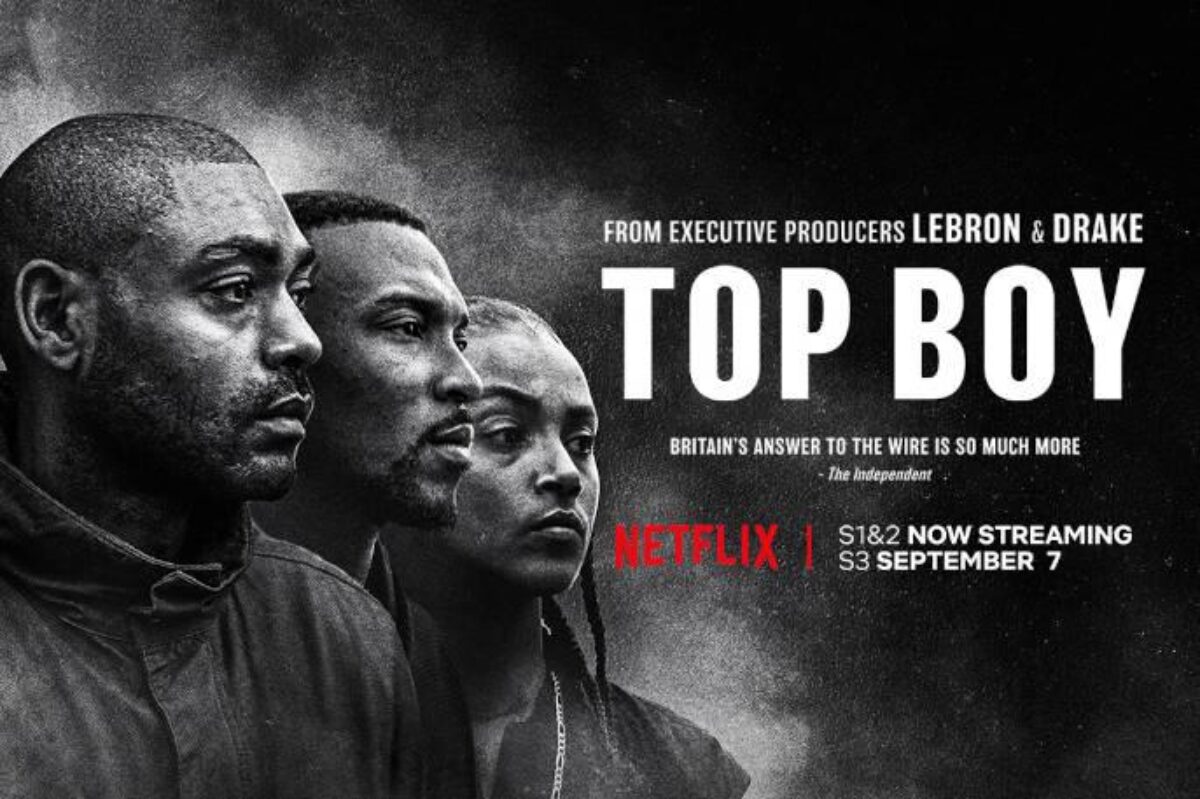 FROM EXECUTIVE PRODUCERS LEBRON & DRAKE
TOP BOY
BRITAIN'S ANSWER TO THE WIRE IS SO MUCH MORE
- The Independent
NETFLIX | S1&2 NOW STREAMING
S3 SEPTEMBER 7